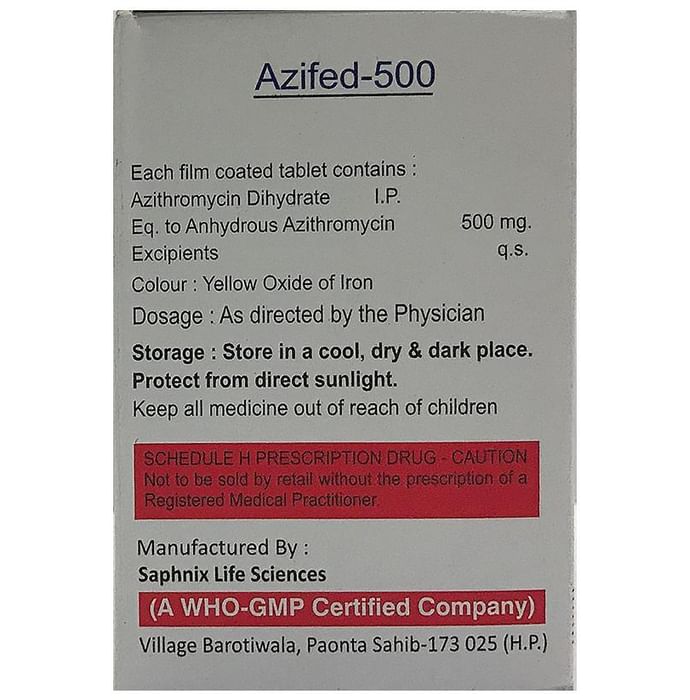 Azifed-500
Each film coated tablet contains :
Azithromycin Dihydrate I.P.
Eq. to Anhydrous Azithromycin 500 mg.
Excipients q.s.
Colour : Yellow Oxide of Iron
Dosage : As directed by the Physician
Storage : Store in a cool, dry & dark place.
Protect from direct sunlight.
Keep all medicine out of reach of children
SCHEDULE H PRESCRIPTION DRUG - CAUTION
Not to be sold by retail without the prescription of a
Registered Medical Practitioner.
Manufactured By :
Saphnix Life Sciences
(A WHO-GMP Certified Company)
Village Barotiwala, Paonta Sahib-173 025 (H.P.)